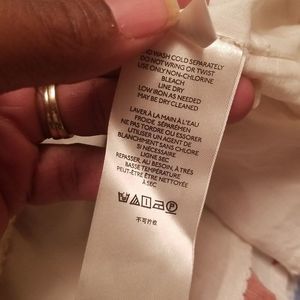 WASH COLD SEPARATELY
DO NOT WRING OR TWIST
USE ONLY NON-CHLORINE
BLEACH
LINE DRY
LOW IRON AS NEEDED
MAY BE DRY CLEANED
LAVER À LA MAIN À L'EAU
FROIDE SÉPARÉMEN
NE PAS TORDRE OU ESSORER
UTILISER UN AGENT DE
BLANCHIMENT SANS CHLORE
SI NÉCESSAIRE
LIGNE SEC
REPASSER, AU BESOIN, À TRÈS
BASSE TEMPÉRATURE
PEUT-ÊTRE ÊTRE NETTOYÉE
À SEC
不可拧绞